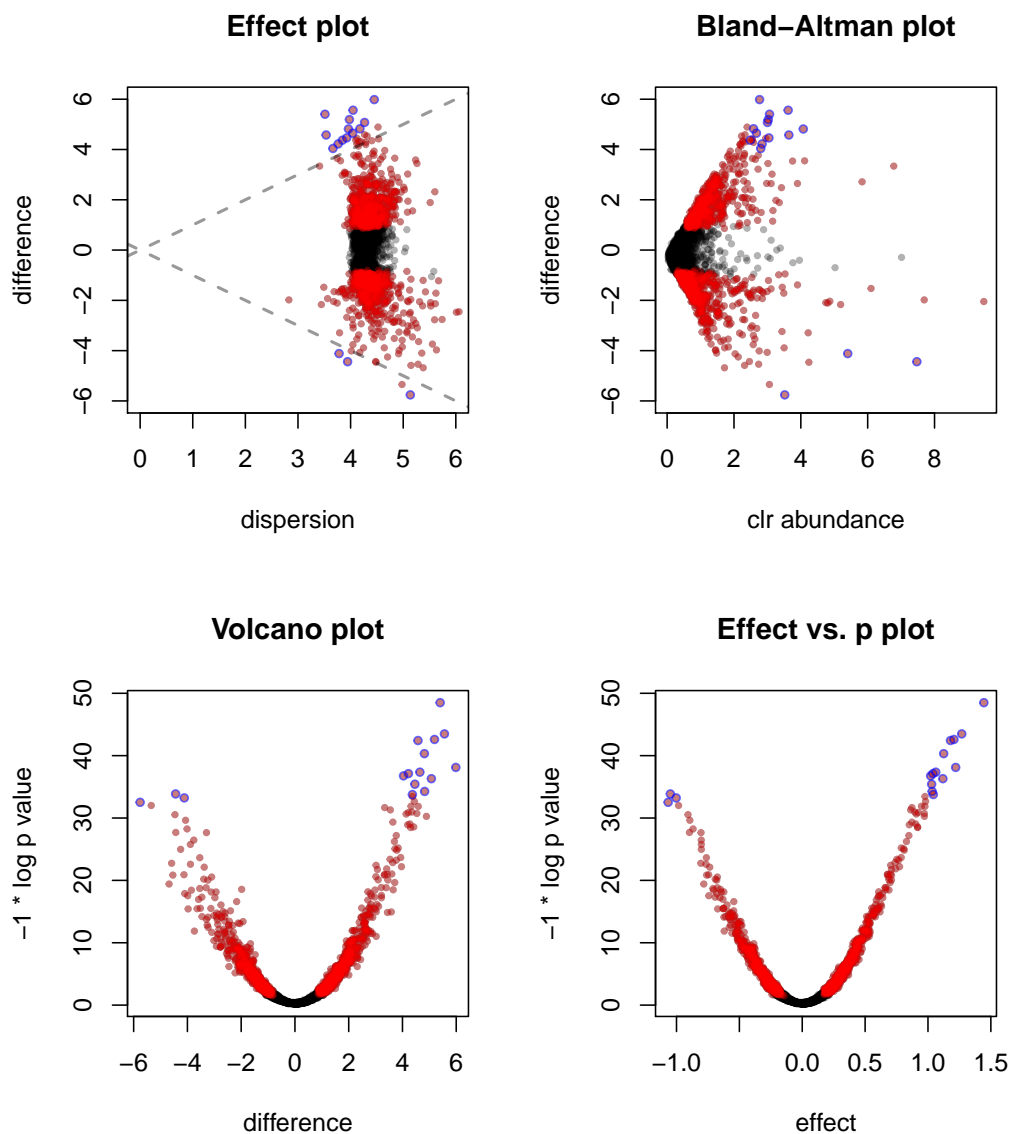 Effect plot
Bland−Altman plot
6
4
2
0
−2
−4
−6
difference
0 1 2 3 4 5 6
dispersion
6
4
2
0
−2
−4
−6
difference
0 2 4 6 8
clr abundance
Volcano plot
Effect vs. p plot
50
40
30
20
10
0
−1 * log p value
−6 −4 −2 0 2 4 6
difference
50
40
30
20
10
0
−1 * log p value
−1.0 0.0 0.5 1.0 1.5
effect